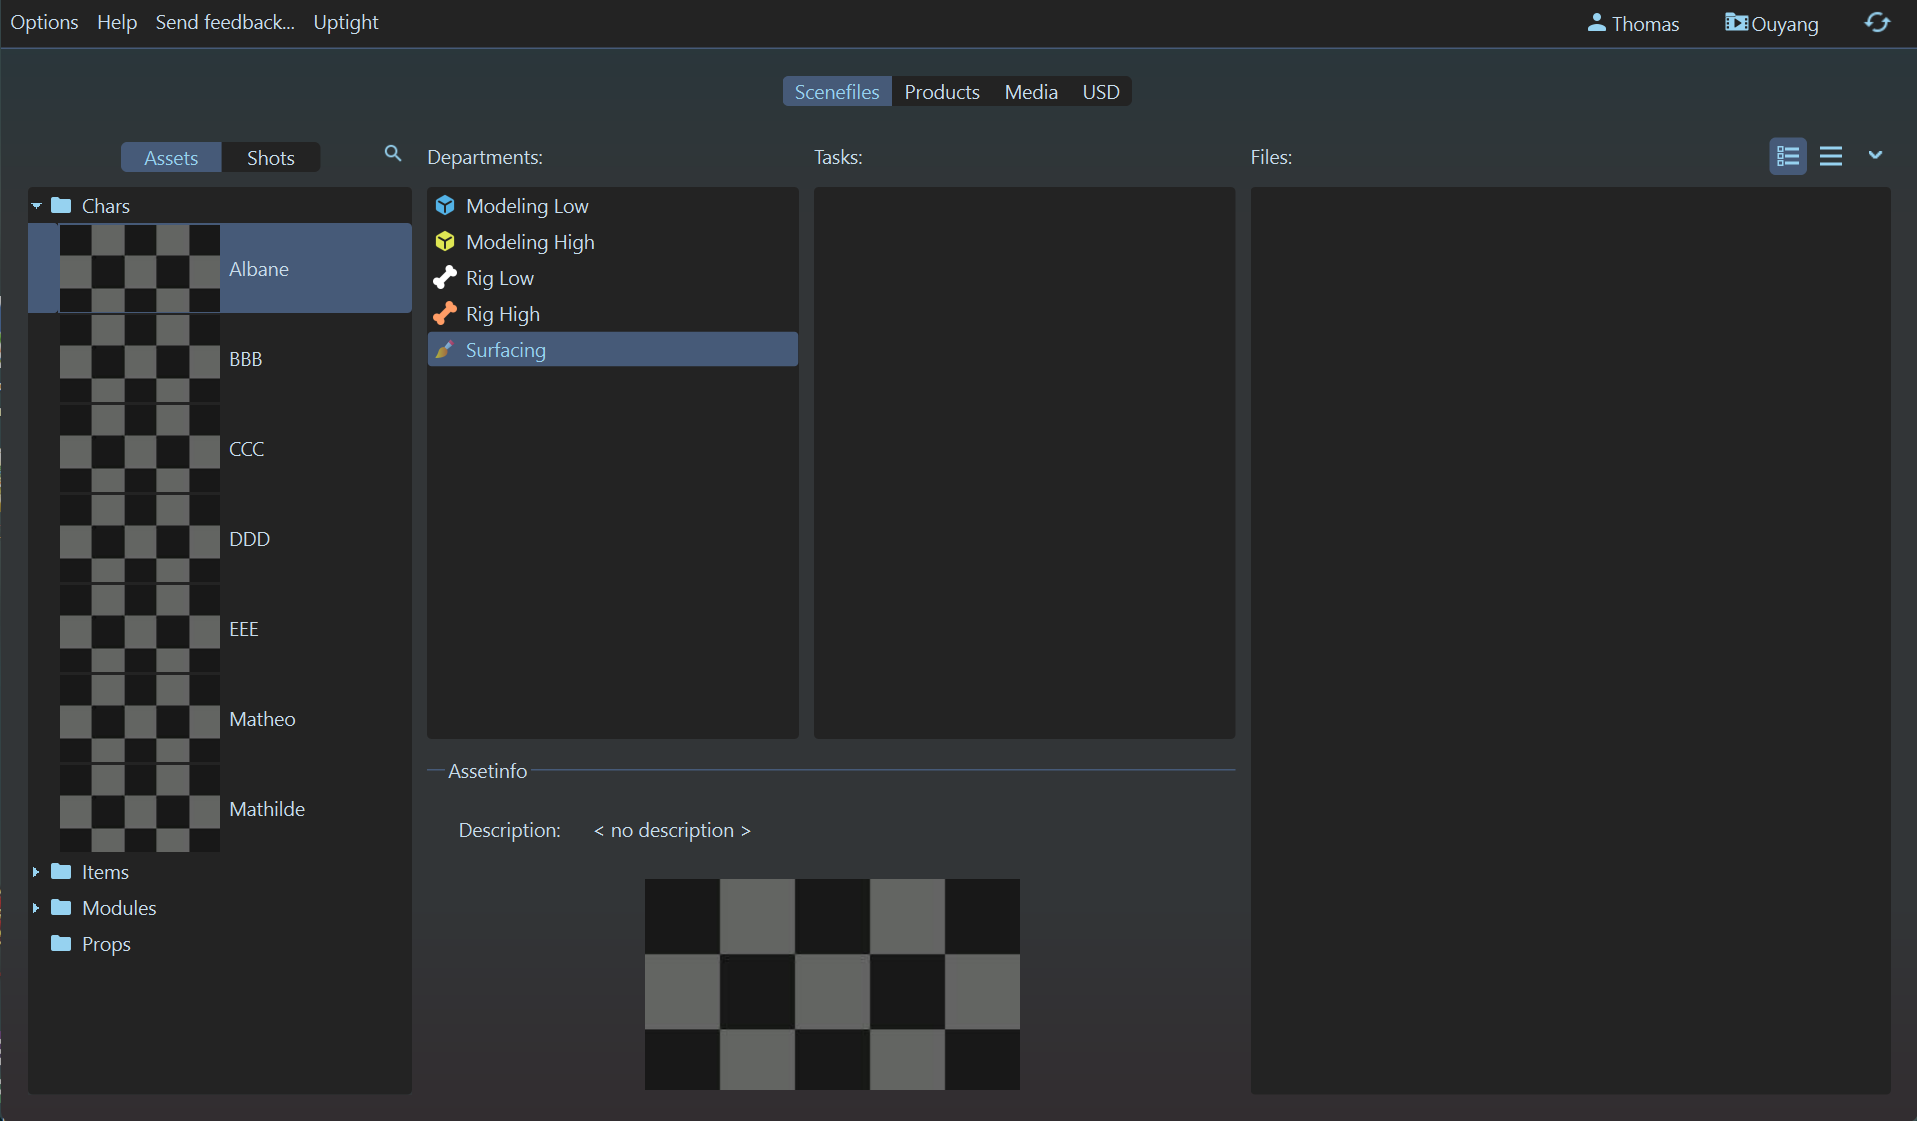 Options Help Send feedback... Uptight Thomas Ouyang
Scenefiles Products Media USD
Assets Shots
Departments:
Tasks:
Files:
Chars
Albane
BBB
CCC
DDD
EEE
Matheo
Mathilde
Items
Modules
Props
Modeling Low
Modeling High
Rig Low
Rig High
Surfacing
Assetinfo
Description: < no description >